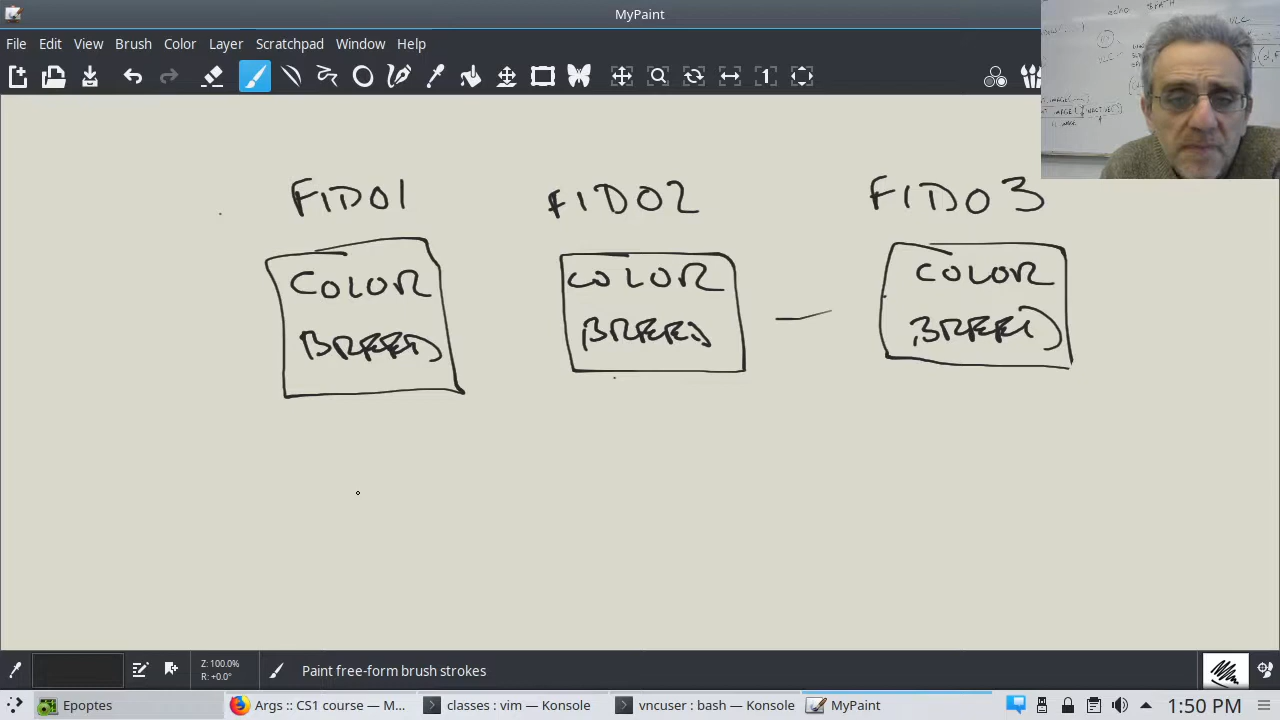 MyPaint
File Edit View Brush Color Layer Scratchpad Window Help
FIDO1 FIDO2 FIDO3
COLOR COLOR COLOR
BREED BREED BREED
Z: 100.0%
R: +0.0°
Paint free-form brush strokes
Epoptes
Args :: CS1 course — M...
classes : vim — Konsole
vncuser : bash — Konsole
MyPaint
1:50 PM